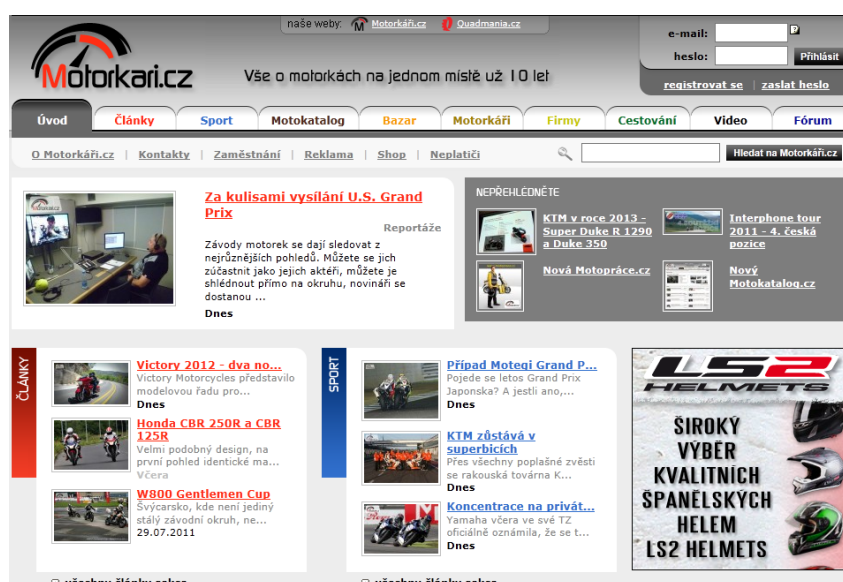 naše weby: Motorkáři.cz Quadmania.cz
e-mail:
heslo:
Přihlásit
registrovat se | zaslat heslo
Motorkari.cz
Vše o motorkách na jednom místě už 10 let
Úvod Články Sport Motokatalog Bazar Motorkáři Firmy Cestování Video Fórum
O Motorkáři.cz | Kontakty | Zaměstnání | Reklama | Shop | Neplatiči
Hledat na Motorkáři.cz
Za kulisami vysílání U.S. Grand
Prix
Reportáže
Závody motorek se dají sledovat z
nejrůznějších pohledů. Můžete se jich
zúčastnit jako jejich aktéři, můžete je
shlédnout přímo na okruhu, novináři se
dostanou ...
Dnes
NEPŘEHLÉDNĚTE
KTM v roce 2013 -
Super Duke R 1290
a Duke 350
Interphone tour
2011 - 4. česká
pozice
Nová Motopráce.cz
Nový
Motokatalog.cz
ČLÁNKY
Victory 2012 - dva no...
Victory Motorcycles představilo
modelovou řadu pro...
Dnes
Honda CBR 250R a CBR
125R
Velmi podobný design, na
první pohled identické ma...
Včera
W800 Gentlemen Cup
Švýcarsko, kde není jediný
stálý závodní okruh, ne...
29.07.2011
SPORT
Případ Motegi Grand P...
Pojede se letos Grand Prix
Japonska? A jestli ano,...
Dnes
KTM zůstává v
superbicích
Přes všechny poplašné zvěsti
se rakouská továrna K...
Dnes
Koncentrace na privát...
Yamaha včera ve své TZ
oficiálně oznámila, že se t...
Dnes
LS2
HELMETS
ŠIROKÝ
VÝBĚR
KVALITNÍCH
ŠPANĚLSKÝCH
HELEM
LS2 HELMETS